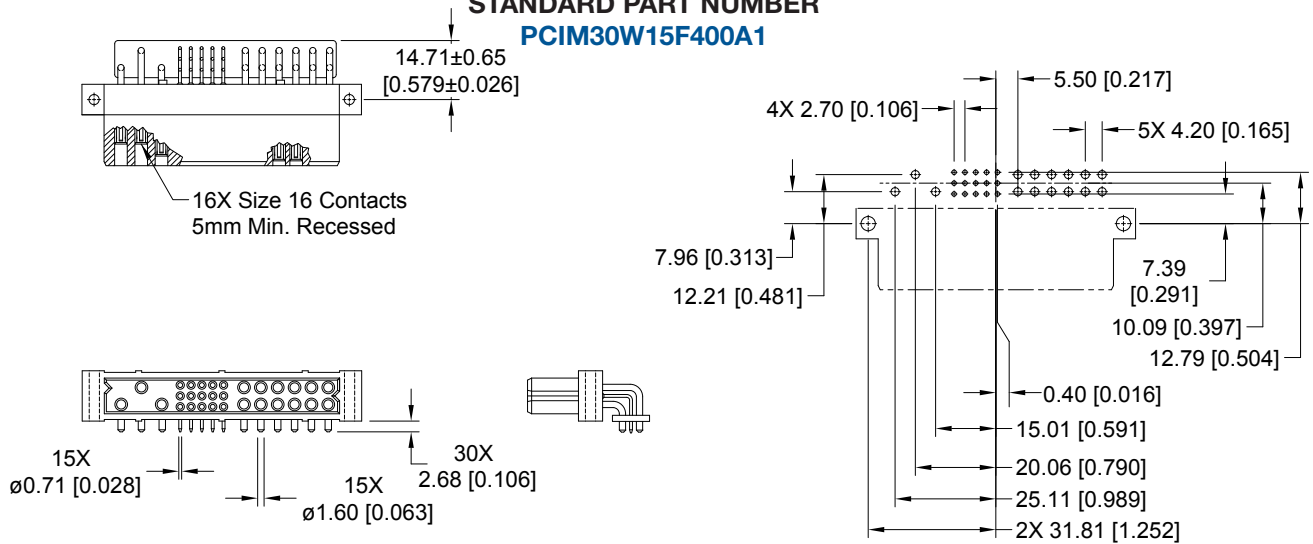 STANDARD PART NUMBER
PCIM30W15F400A1
14.71±0.65
[0.579±0.026]
16X Size 16 Contacts
5mm Min. Recessed
5.50 [0.217]
4X 2.70 [0.106]
5X 4.20 [0.165]
7.96 [0.313]
12.21 [0.481]
7.39
[0.291]
10.09 [0.397]
12.79 [0.504]
0.40 [0.016]
15.01 [0.591]
20.06 [0.790]
25.11 [0.989]
2X 31.81 [1.252]
15X
ø0.71 [0.028]
15X
ø1.60 [0.063]
30X
2.68 [0.106]